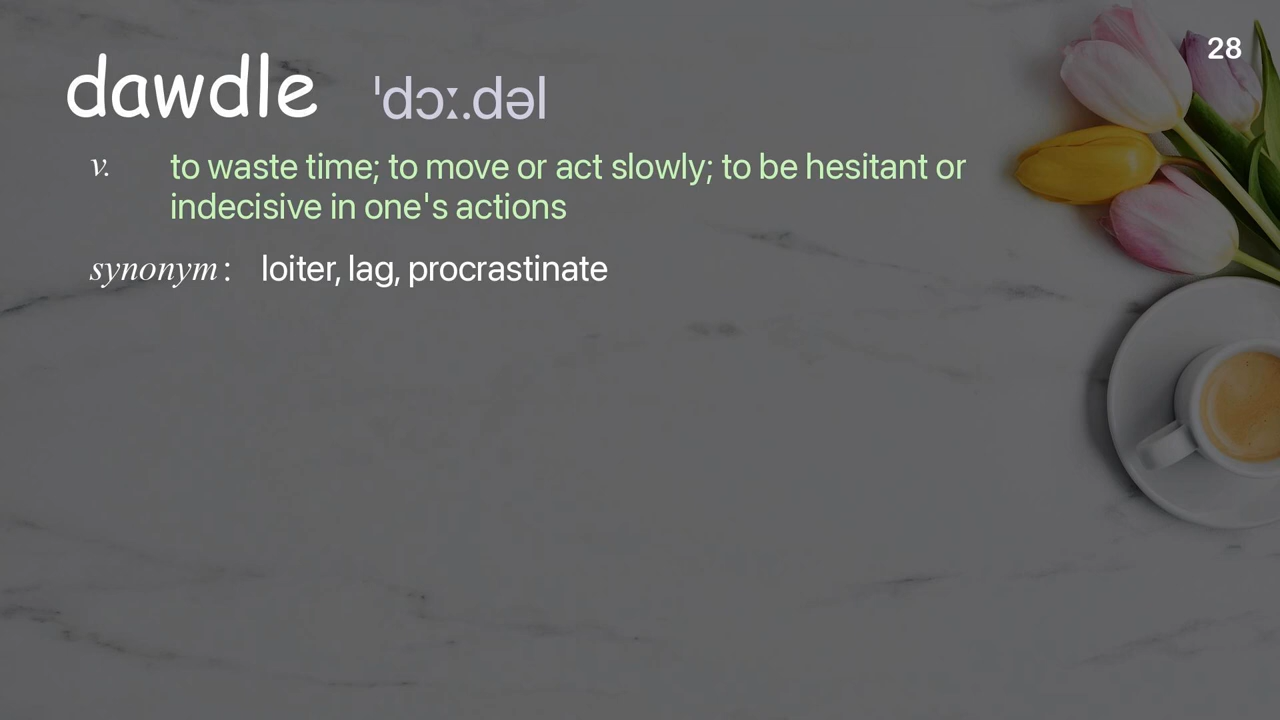 28
dawdle ˈdɔː.dəl
v. to waste time; to move or act slowly; to be hesitant or
indecisive in one's actions
synonym: loiter, lag, procrastinate